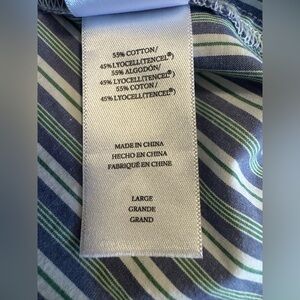 55% COTTON/
45% LYOCELL(TENCEL®)
55% ALGODÓN/
45% LYOCELL(TENCEL®)
55% COTON/
45% LYOCELL(TENCEL®)
MADE IN CHINA
HECHO EN CHINA
FABRIQUÉ EN CHINE
LARGE
GRANDE
GRAND